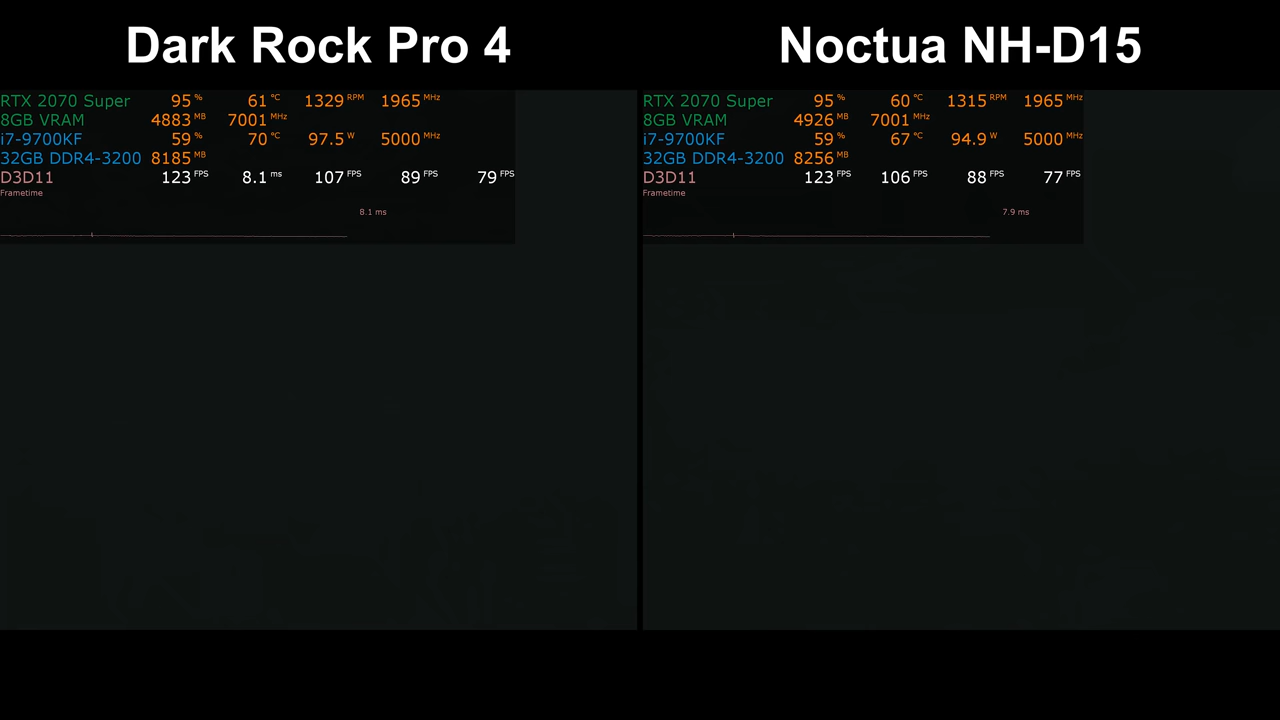 Dark Rock Pro 4
RTX 2070 Super 95 % 61 °C 1329 RPM 1965 MHz
8GB VRAM 4883 MB 7001 MHz
i7-9700KF 59 % 70 °C 97.5 W 5000 MHz
32GB DDR4-3200 8185 MB
D3D11 123 FPS 8.1 ms 107 FPS 89 FPS 79 FPS
Frametime
8.1 ms
Noctua NH-D15
RTX 2070 Super 95 % 60 °C 1315 RPM 1965 MHz
8GB VRAM 4926 MB 7001 MHz
i7-9700KF 59 % 67 °C 94.9 W 5000 MHz
32GB DDR4-3200 8256 MB
D3D11 123 FPS 106 FPS 88 FPS 77 FPS
Frametime
7.9 ms